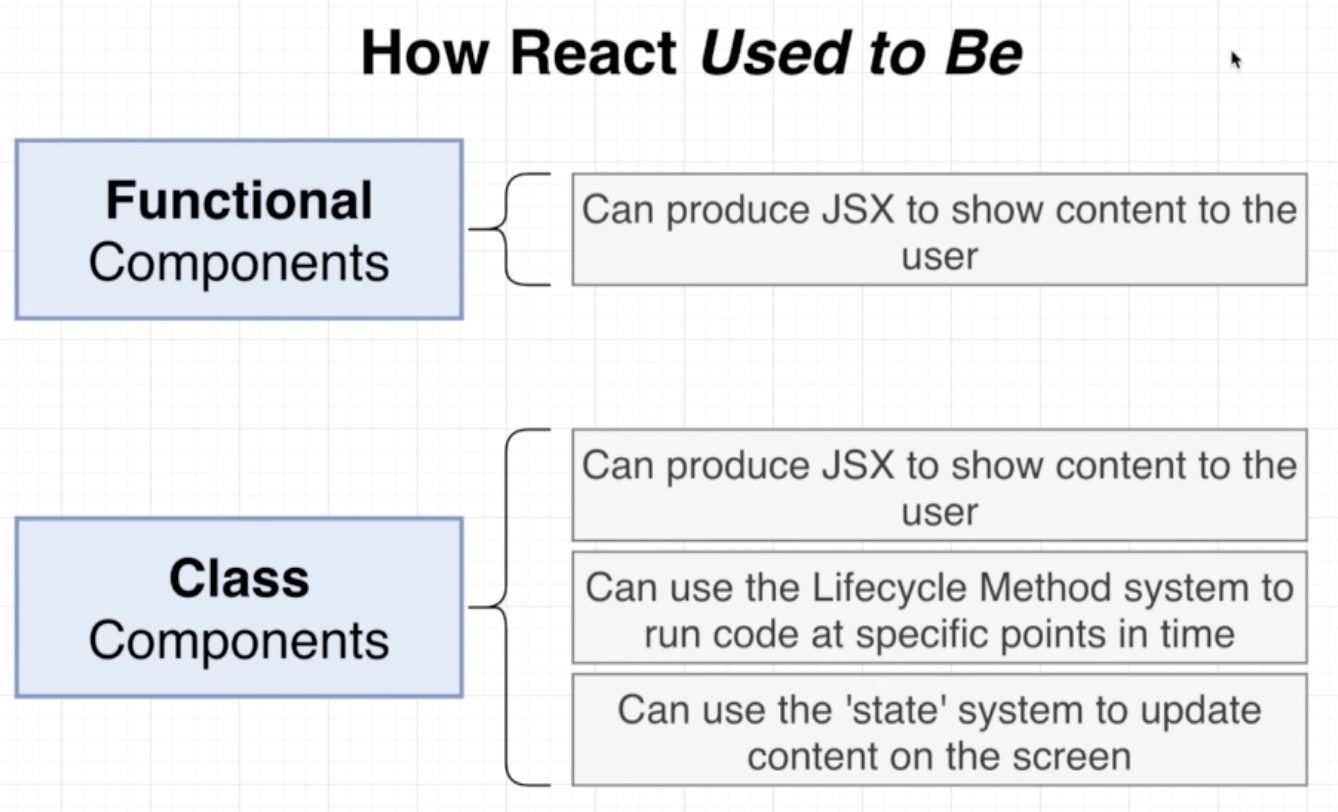 How React Used to Be
Functional
Components
Can produce JSX to show content to the
user
Class
Components
Can produce JSX to show content to the
user
Can use the Lifecycle Method system to
run code at specific points in time
Can use the 'state' system to update
content on the screen